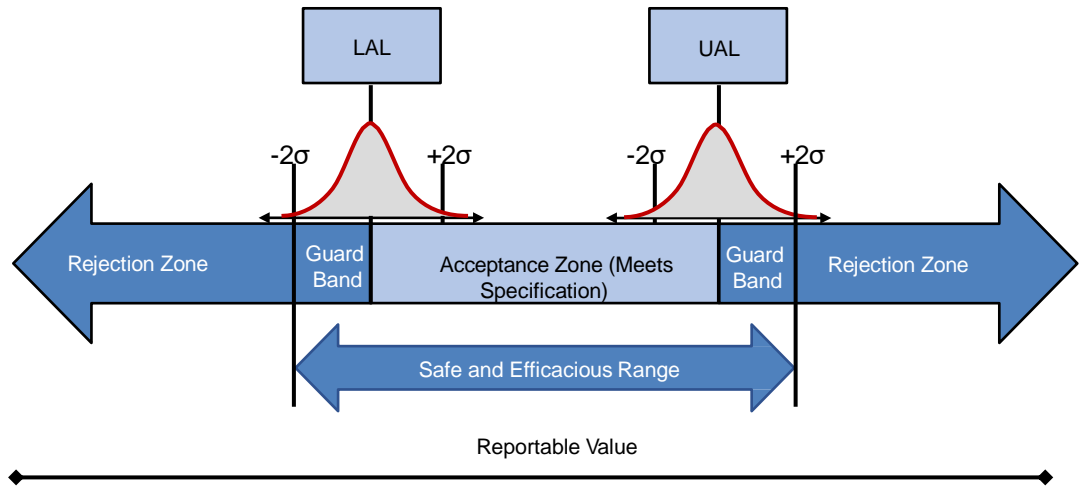 LAL
UAL
-2σ
+2σ
-2σ
+2σ
Rejection Zone
Guard
Band
Acceptance Zone (Meets
Specification)
Guard
Band
Rejection Zone
Safe and Efficacious Range
Reportable Value